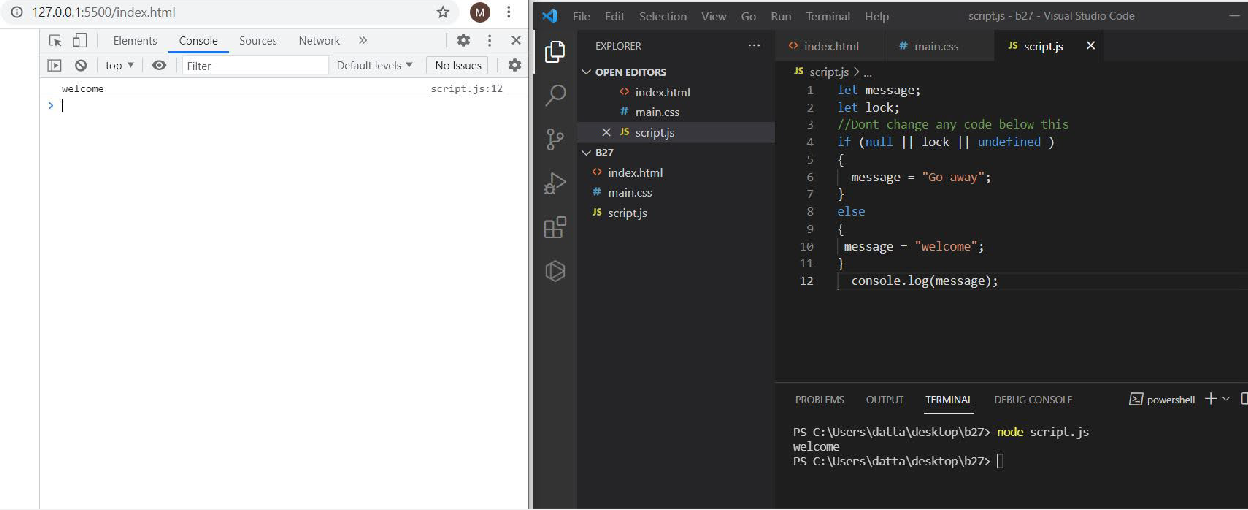 127.0.0.1:5500/index.html
M
Elements Console Sources Network »
top ▼ Filter Default levels ▼ No Issues
welcome script.js:12
>
File Edit Selection View Go Run Terminal Help script.js - b27 - Visual Studio Code
EXPLORER ...
OPEN EDITORS
<> index.html
# main.css
× JS script.js
B27
<> index.html
# main.css
JS script.js
<> index.html # main.css JS script.js ×
JS script.js > ...
1 let message;
2 let lock;
3 //Dont change any code below this
4 if (null || lock || undefined )
5 {
6 message = "Go away";
7 }
8 else
9 {
10 message = "welcome";
11 }
12 console.log(message);
PROBLEMS OUTPUT TERMINAL DEBUG CONSOLE powershell
PS C:\Users\datta\desktop\b27> node script.js
welcome
PS C:\Users\datta\desktop\b27>